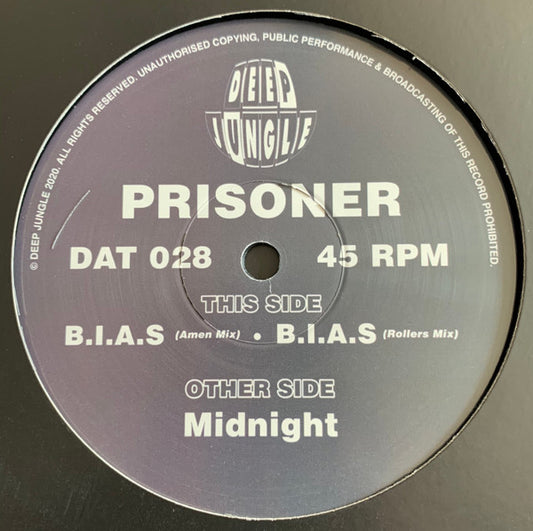 © DEEP JUNGLE 2020. ALL RIGHTS RESERVED. UNAUTHORISED COPYING, PUBLIC PERFORMANCE & BROADCASTING OF THIS RECORD PROHIBITED.
DEEP
JUNGLE
PRISONER
DAT 028 45 RPM
THIS SIDE
B.I.A.S (Amen Mix) • B.I.A.S (Rollers Mix)
OTHER SIDE
Midnight